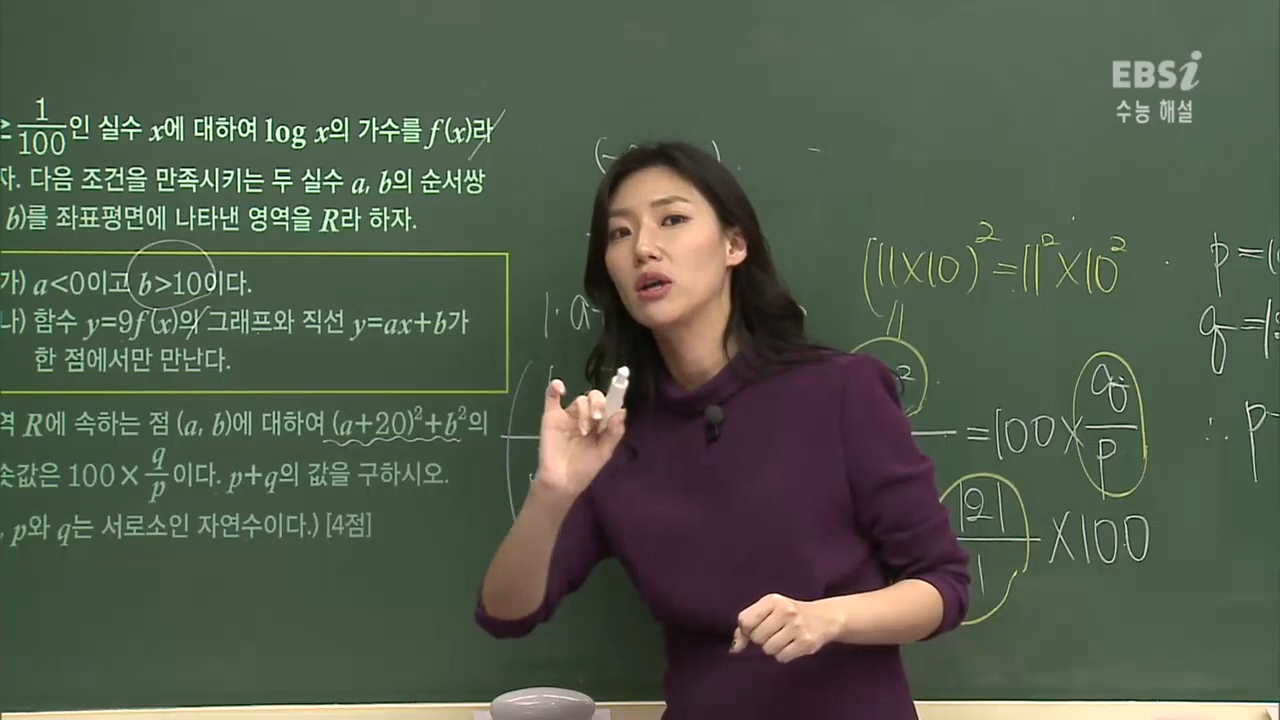 EBSi
수능 해설
≥ 1/100인 실수 x에 대하여 log x의 가수를 f(x)라
자. 다음 조건을 만족시키는 두 실수 a, b의 순서쌍
b)를 좌표평면에 나타낸 영역을 R라 하자.
가) a<0이고 b>10이다.
나) 함수 y=9f(x)의 그래프와 직선 y=ax+b가
한 점에서만 만난다.
역 R에 속하는 점 (a, b)에 대하여 (a+20)²+b²의
솟값은 100×q/p이다. p+q의 값을 구하시오.
, p와 q는 서로소인 자연수이다.) [4점]
1·a
(11×10)²=11²×10²
=100×q/p
121/1 ×100
p=
q=
∴ p